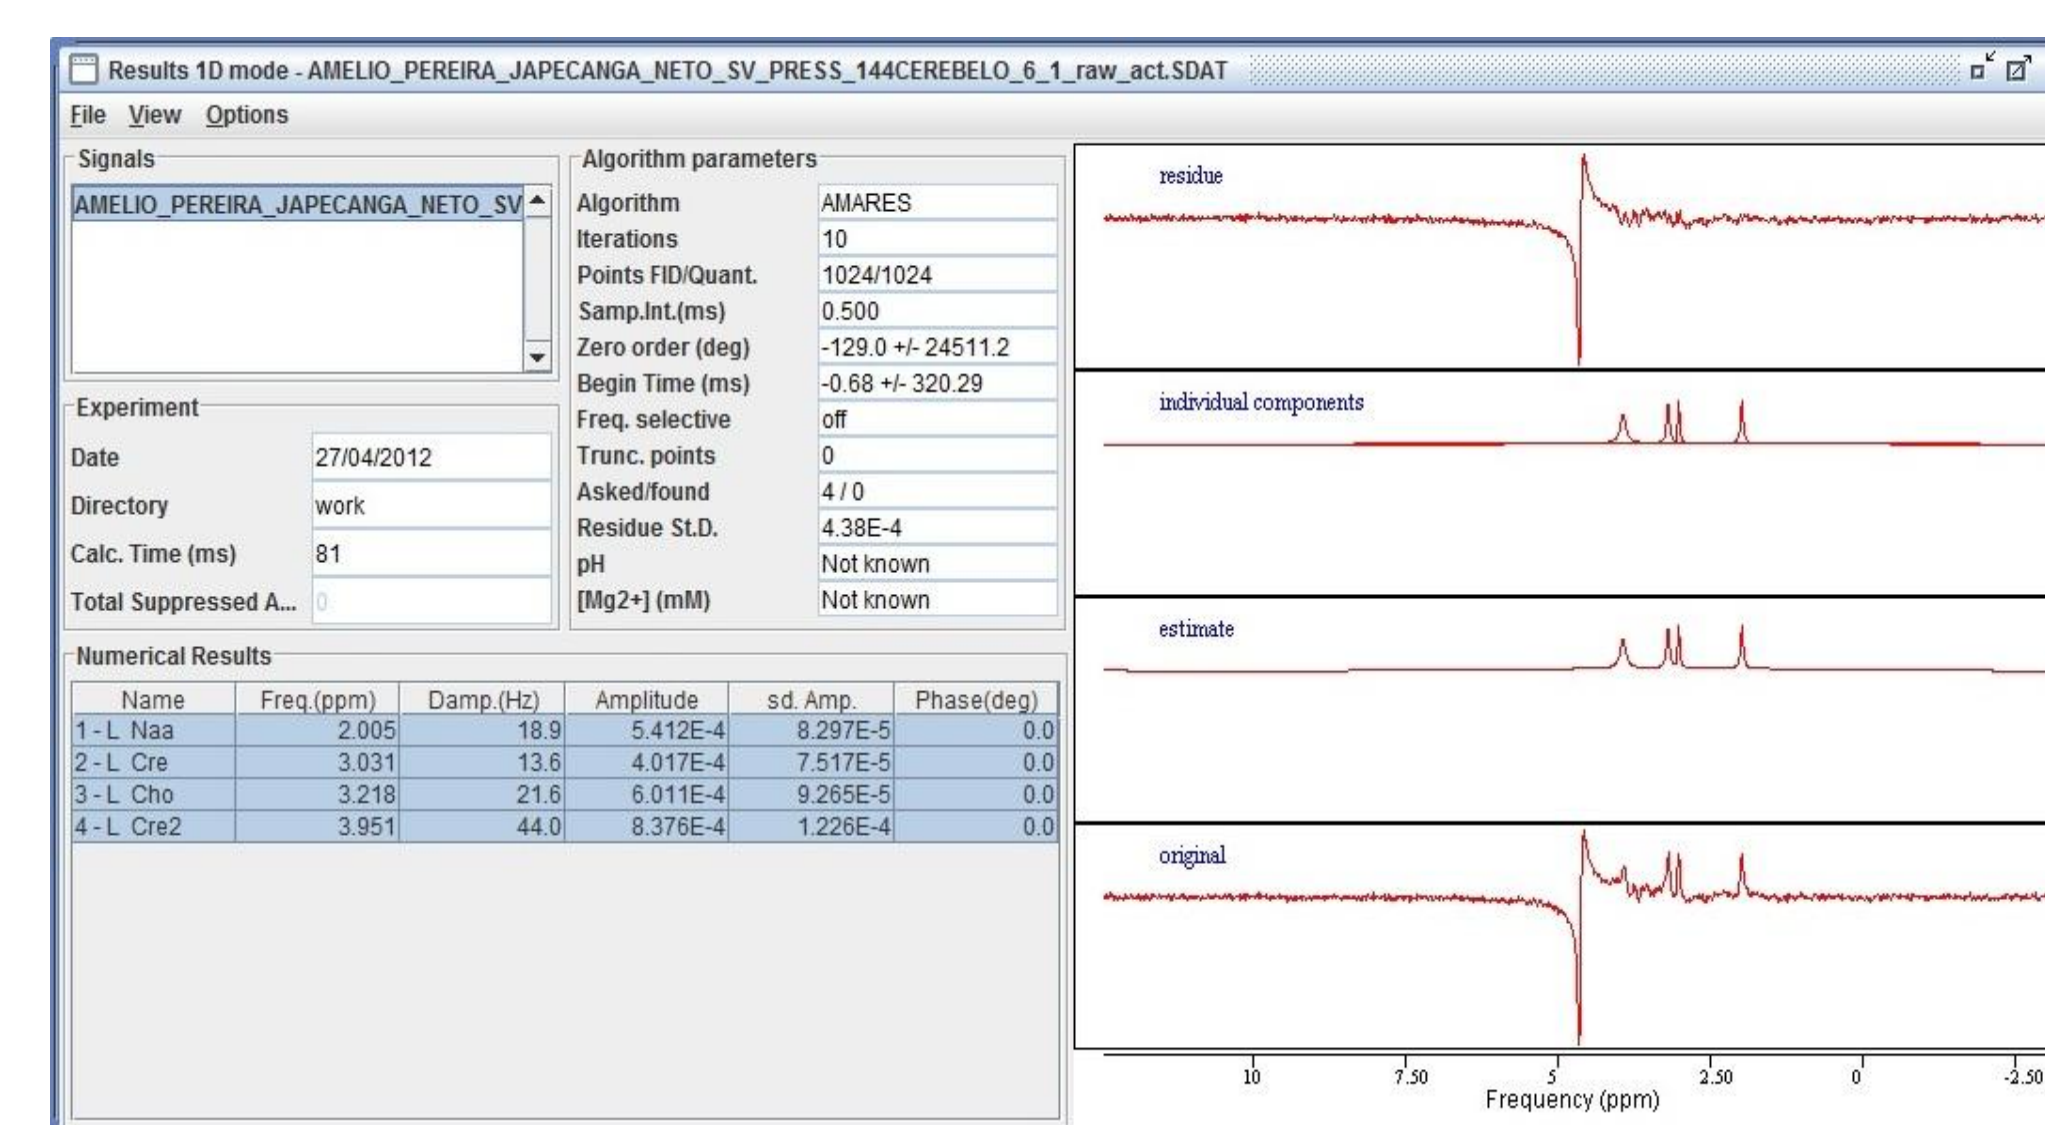 Results 1D mode - AMELIO_PEREIRA_JAPECANGA_NETO_SV_PRESS_144CEREBELO_6_1_raw_act.SDAT
File View Options
Signals
AMELIO_PEREIRA_JAPECANGA_NETO_SV
Experiment
Date 27/04/2012
Directory work
Calc. Time (ms) 81
Total Suppressed A... 0
Algorithm parameters
Algorithm AMARES
Iterations 10
Points FID/Quant. 1024/1024
Samp.Int.(ms) 0.500
Zero order (deg) -129.0 +/- 24511.2
Begin Time (ms) -0.68 +/- 320.29
Freq. selective off
Trunc. points 0
Asked/found 4 / 0
Residue St.D. 4.38E-4
pH Not known
[Mg2+] (mM) Not known
Numerical Results
Name Freq.(ppm) Damp.(Hz) Amplitude sd. Amp. Phase(deg)
1 - L Naa 2.005 18.9 5.412E-4 8.297E-5 0.0
2 - L Cre 3.031 13.6 4.017E-4 7.517E-5 0.0
3 - L Cho 3.218 21.6 6.011E-4 9.265E-5 0.0
4 - L Cre2 3.951 44.0 8.376E-4 1.226E-4 0.0
residue
individual components
estimate
original
10 7.50 5 2.50 0 -2.50
Frequency (ppm)